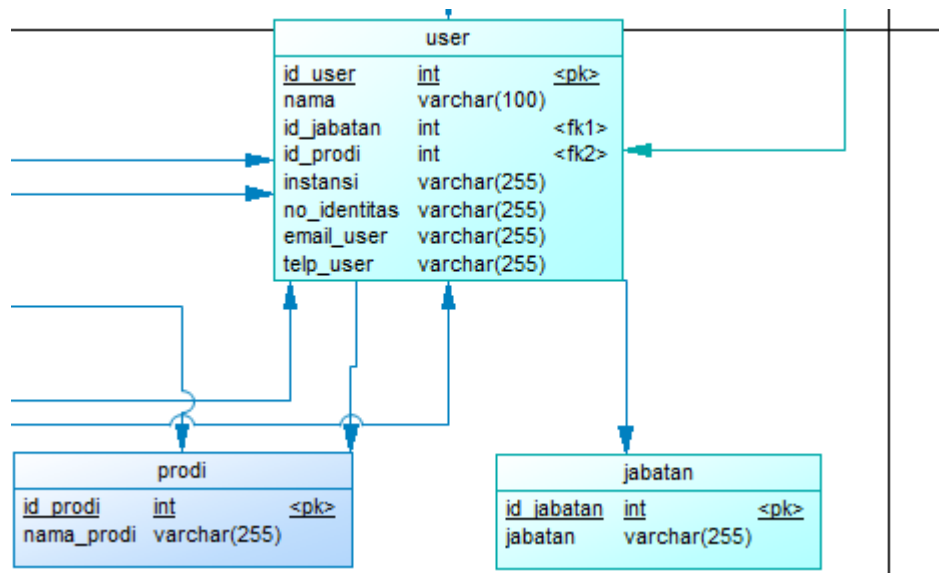 user
id_user int <pk>
nama varchar(100)
id_jabatan int <fk1>
id_prodi int <fk2>
instansi varchar(255)
no_identitas varchar(255)
email_user varchar(255)
telp_user varchar(255)
prodi
id_prodi int <pk>
nama_prodi varchar(255)
jabatan
id_jabatan int <pk>
jabatan varchar(255)